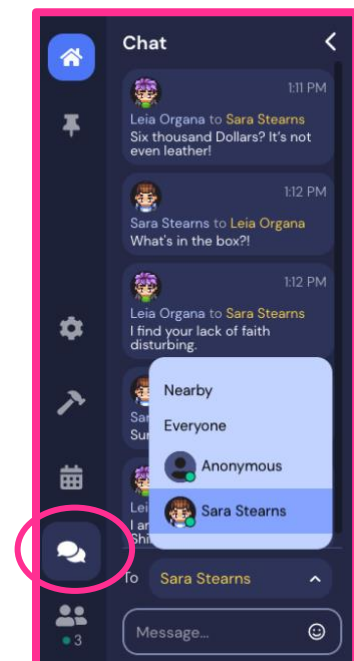 Chat
1:11 PM
Leia Organa to Sara Stearns
Six thousand Dollars? It's not
even leather!
1:12 PM
Sara Stearns to Leia Organa
What's in the box?!
1:12 PM
Leia Organa to Sara Stearns
I find your lack of faith
disturbing.
Nearby
Everyone
Anonymous
Sara Stearns
To Sara Stearns
Message...
3